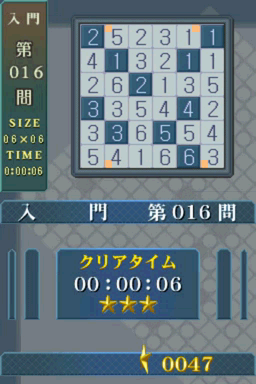 入門
第
016
問
SIZE
06×06
TIME
0:00:06
2 5 2 3 1 1
4 1 3 2 1 1
6 2 2 1 3 5
3 3 5 4 4 2
3 3 6 5 5 4
5 4 1 6 6 3
入 門 第016問
クリアタイム
00:00:06
0047